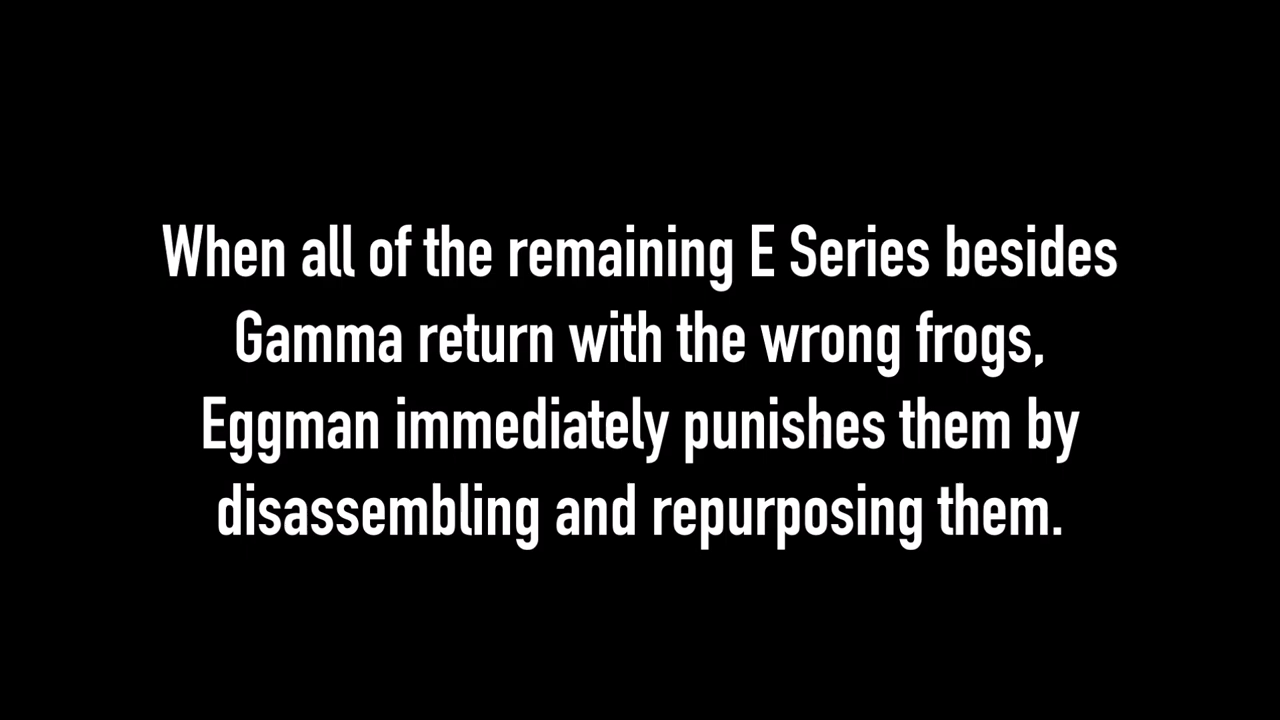 When all of the remaining E Series besides
Gamma return with the wrong frogs,
Eggman immediately punishes them by
disassembling and repurposing them.